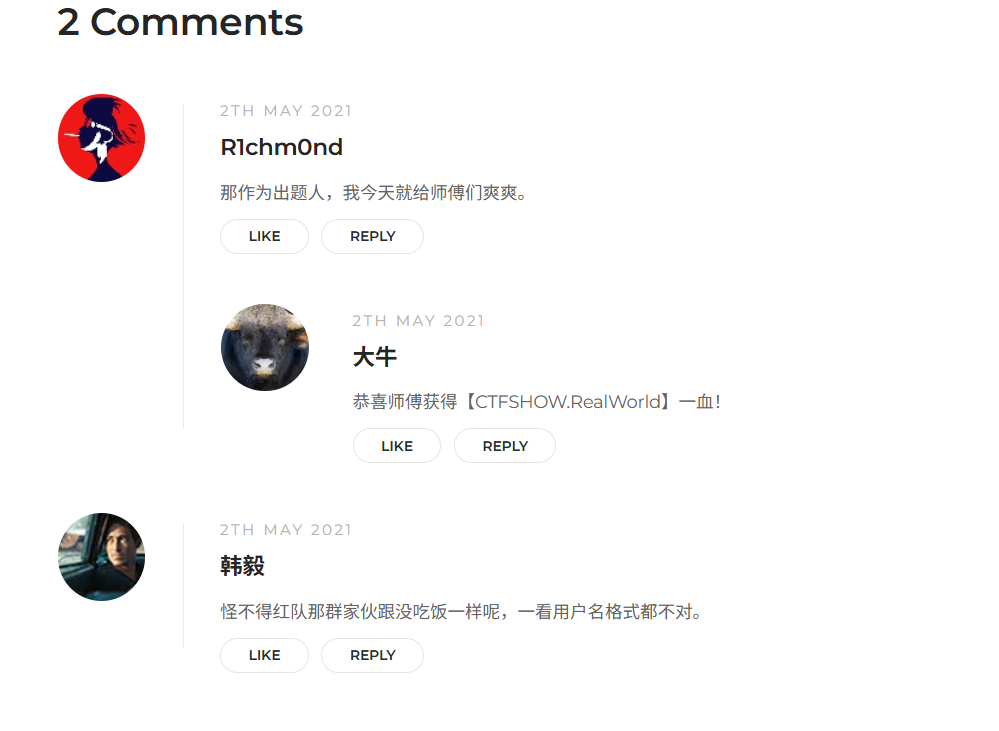 2 Comments
2TH MAY 2021
R1chm0nd
那作为出题人，我今天就给师傅们爽爽。
LIKE REPLY
2TH MAY 2021
大牛
恭喜师傅获得【CTFSHOW.RealWorld】一血！
LIKE REPLY
2TH MAY 2021
韩毅
怪不得红队那群家伙跟没吃饭一样呢，一看用户名格式都不对。
LIKE REPLY